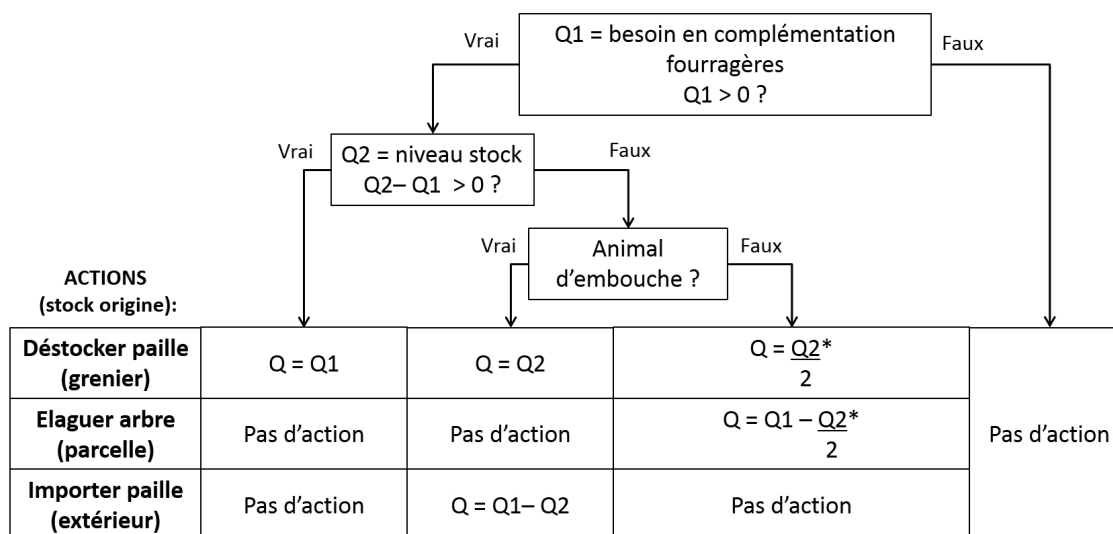 Vrai
Q1 = besoin en complémentation
fourragères
Q1 > 0 ?
Faux
Vrai
Q2 = niveau stock
Q2– Q1 > 0 ?
Faux
Vrai
Animal
d’embouche ?
Faux
ACTIONS
(stock origine):
Déstocker paille
(grenier)
Q = Q1
Q = Q2
Q = Q2*
2
Elaguer arbre
(parcelle)
Pas d’action
Pas d’action
Q = Q1 – Q2*
2
Pas d’action
Importer paille
(extérieur)
Pas d’action
Q = Q1– Q2
Pas d’action